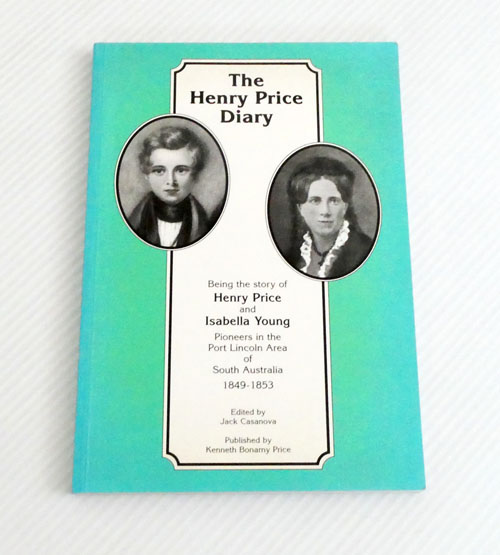 The
Henry Price
Diary
Being the story of
Henry Price
and
Isabella Young
Pioneers in the
Port Lincoln Area
of
South Australia
1849-1853
Edited by
Jack Casanova
Published by
Kenneth Bonamy Price